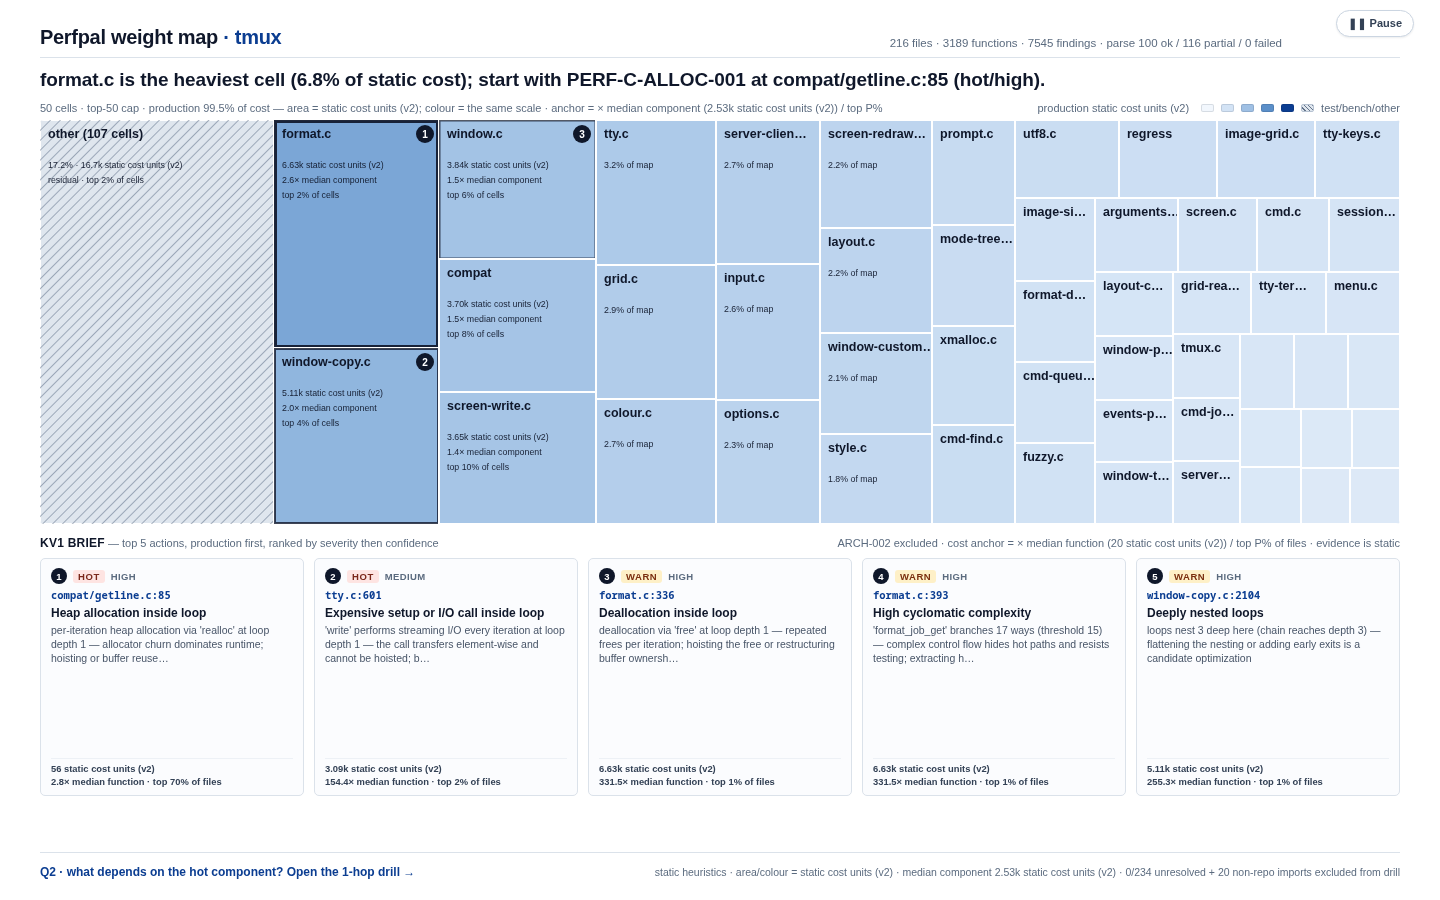 ❚❚ Pause
Perfpal weight map · tmux
216 files · 3189 functions · 7545 findings · parse 100 ok / 116 partial / 0 failed
format.c is the heaviest cell (6.8% of static cost); start with PERF-C-ALLOC-001 at compat/getline.c:85 (hot/high).
50 cells · top-50 cap · production 99.5% of cost — area = static cost units (v2); colour = the same scale · anchor = × median component (2.53k static cost units (v2)) / top P%
production static cost units (v2)
test/bench/other
other (107 cells)
17.2% · 16.7k static cost units (v2)
residual · top 2% of cells
format.c
1
6.63k static cost units (v2)
2.6× median component
top 2% of cells
window-copy.c
2
5.11k static cost units (v2)
2.0× median component
top 4% of cells
window.c
3
3.84k static cost units (v2)
1.5× median component
top 6% of cells
compat
3.70k static cost units (v2)
1.5× median component
top 8% of cells
screen-write.c
3.65k static cost units (v2)
1.4× median component
top 10% of cells
tty.c
3.2% of map
grid.c
2.9% of map
colour.c
2.7% of map
server-clien…
2.7% of map
input.c
2.6% of map
options.c
2.3% of map
screen-redraw…
2.2% of map
layout.c
2.2% of map
window-custom…
2.1% of map
style.c
1.8% of map
prompt.c
mode-tree…
xmalloc.c
cmd-find.c
utf8.c
regress
image-grid.c
tty-keys.c
image-si…
format-d…
cmd-queu…
fuzzy.c
arguments…
screen.c
cmd.c
session…
layout-c…
grid-rea…
tty-ter…
menu.c
window-p…
events-p…
window-t…
tmux.c
cmd-jo…
server…
KV1 BRIEF — top 5 actions, production first, ranked by severity then confidence
ARCH-002 excluded · cost anchor = × median function (20 static cost units (v2)) / top P% of files · evidence is static
1 HOT HIGH
compat/getline.c:85
Heap allocation inside loop
per-iteration heap allocation via 'realloc' at loop
depth 1 — allocator churn dominates runtime;
hoisting or buffer reuse…
56 static cost units (v2)
2.8× median function · top 70% of files
2 HOT MEDIUM
tty.c:601
Expensive setup or I/O call inside loop
'write' performs streaming I/O every iteration at loop
depth 1 — the call transfers element-wise and
cannot be hoisted; b…
3.09k static cost units (v2)
154.4× median function · top 2% of files
3 WARN HIGH
format.c:336
Deallocation inside loop
deallocation via 'free' at loop depth 1 — repeated
frees per iteration; hoisting the free or restructuring
buffer ownersh…
6.63k static cost units (v2)
331.5× median function · top 1% of files
4 WARN HIGH
format.c:393
High cyclomatic complexity
'format_job_get' branches 17 ways (threshold 15)
— complex control flow hides hot paths and resists
testing; extracting h…
6.63k static cost units (v2)
331.5× median function · top 1% of files
5 WARN HIGH
window-copy.c:2104
Deeply nested loops
loops nest 3 deep here (chain reaches depth 3) —
flattening the nesting or adding early exits is a
candidate optimization
5.11k static cost units (v2)
255.3× median function · top 1% of files
Q2 · what depends on the hot component? Open the 1-hop drill →
static heuristics · area/colour = static cost units (v2) · median component 2.53k static cost units (v2) · 0/234 unresolved + 20 non-repo imports excluded from drill